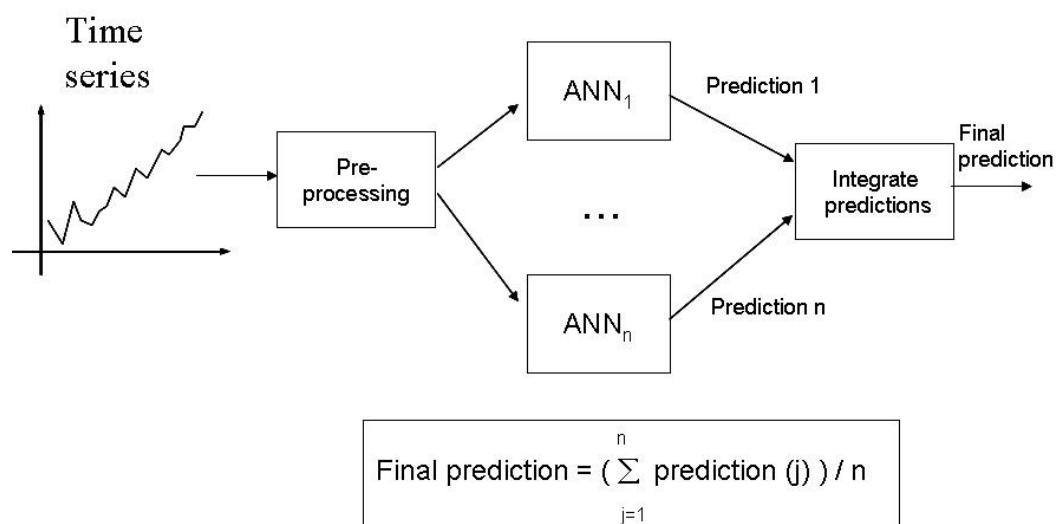 Time
series
Pre-
processing
ANN1
...
ANNn
Prediction 1
Prediction n
Integrate
predictions
Final
prediction
n
Final prediction = ( ∑ prediction (j) ) / n
j=1